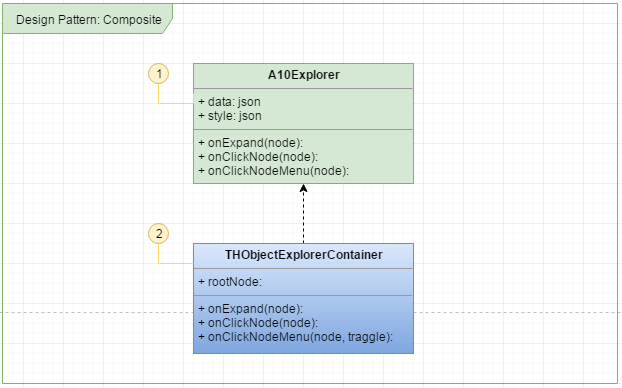 Design Pattern: Composite
1
A10Explorer
+ data: json
+ style: json
+ onExpand(node):
+ onClickNode(node):
+ onClickNodeMenu(node):
2
THObjectExplorerContainer
+ rootNode:
+ onExpand(node):
+ onClickNode(node):
+ onClickNodeMenu(node, traggle):